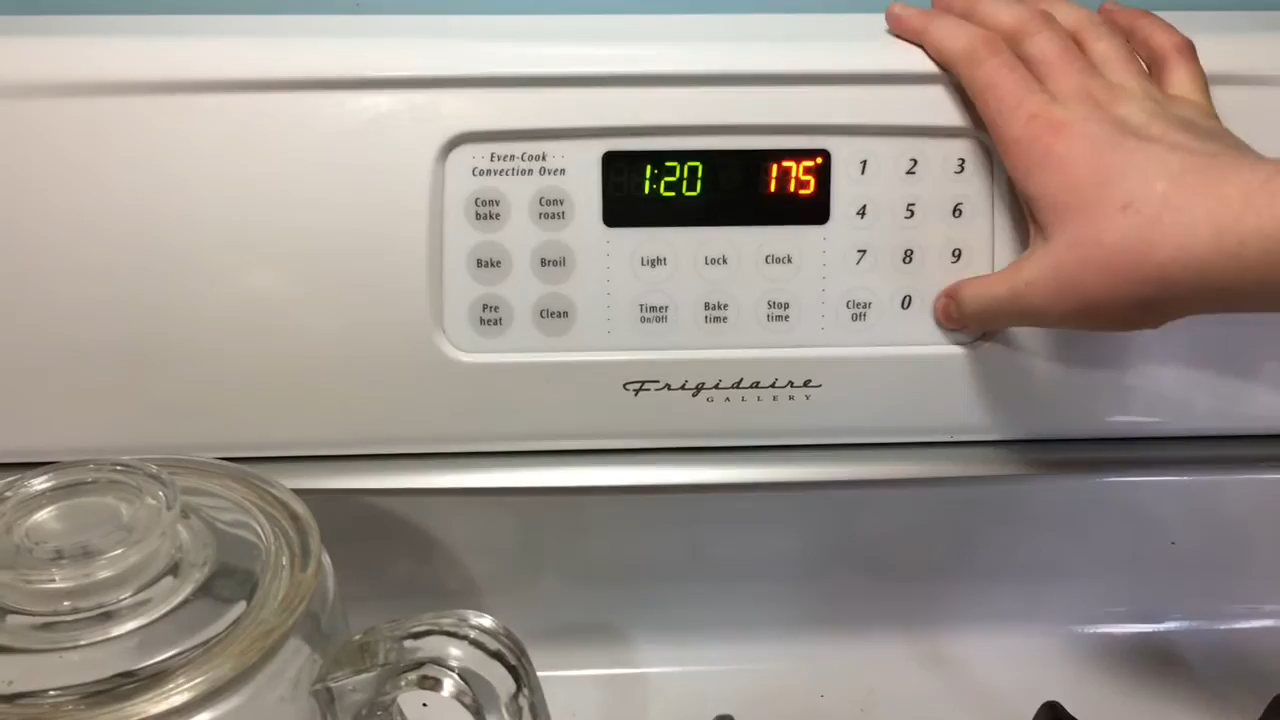 ·· Even-Cook ··
Convection Oven
Conv bake
Conv roast
Bake
Broil
Pre heat
Clean
1:20
175°
Light
Lock
Clock
Timer On/Off
Bake time
Stop time
1 2 3
4 5 6
7 8 9
Clear Off
0
Frigidaire
GALLERY